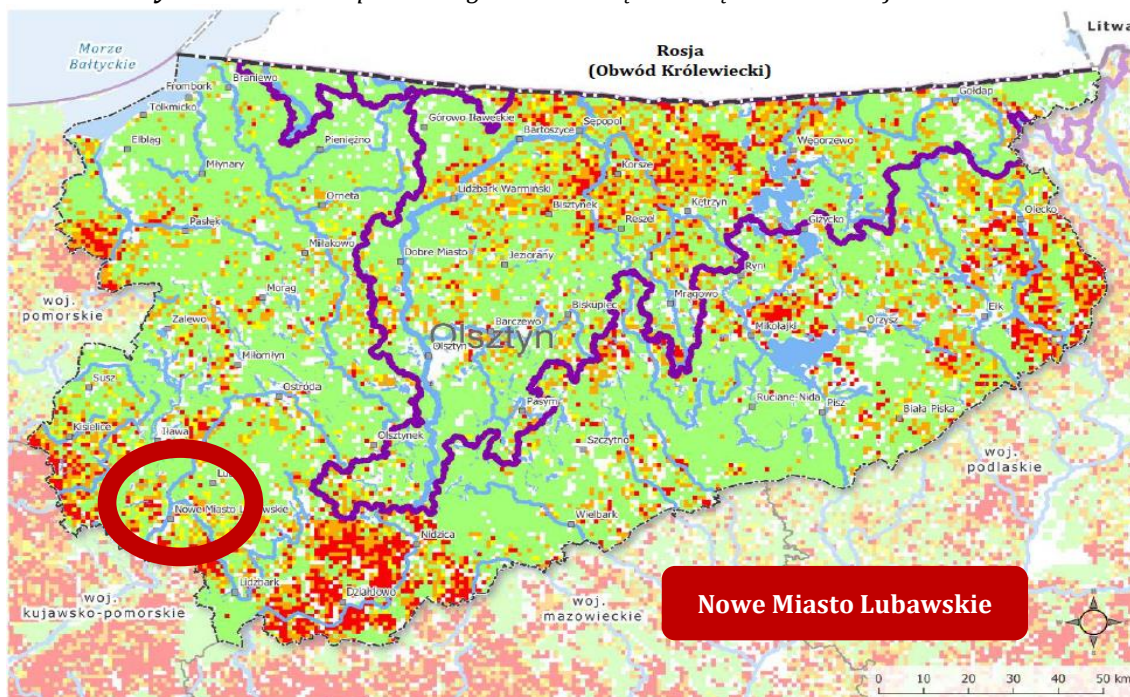 Morze
Bałtyckie
Rosja
(Obwód Królewiecki)
Litwa
Braniewo
Frombork
Tolkmicko
Gołdap
Górowo Iławeckie
Sępopol
Bartoszyce
Elbląg
Pieniężno
Węgorzewo
Młynary
Korsze
Lidzbark Warmiński
Orneta
Bisztynek
Kętrzyn
Reszel
Olecko
Pasłęk
Giżycko
Miłakowo
Dobre Miasto
Jeziorany
Ryn
woj.
pomorskie
Morąg
Mrągowo
Ełk
Zalewo
Biskupiec
Barczewo
Olsztyn
Mikołajki
Orzysz
Olsztyn
Miłomłyn
Susz
Ostróda
Ruciane-Nida
Pisz
Pasym
Biała Piska
Kisielice
Iława
Olsztynek
Szczytno
woj.
podlaskie
Nowe Miasto Lubawskie
Wielbark
Nidzica
Lidzbark
Działdowo
woj.
kujawsko-pomorskie
woj.
mazowieckie
Nowe Miasto Lubawskie
0 10 20 30 40 50 km